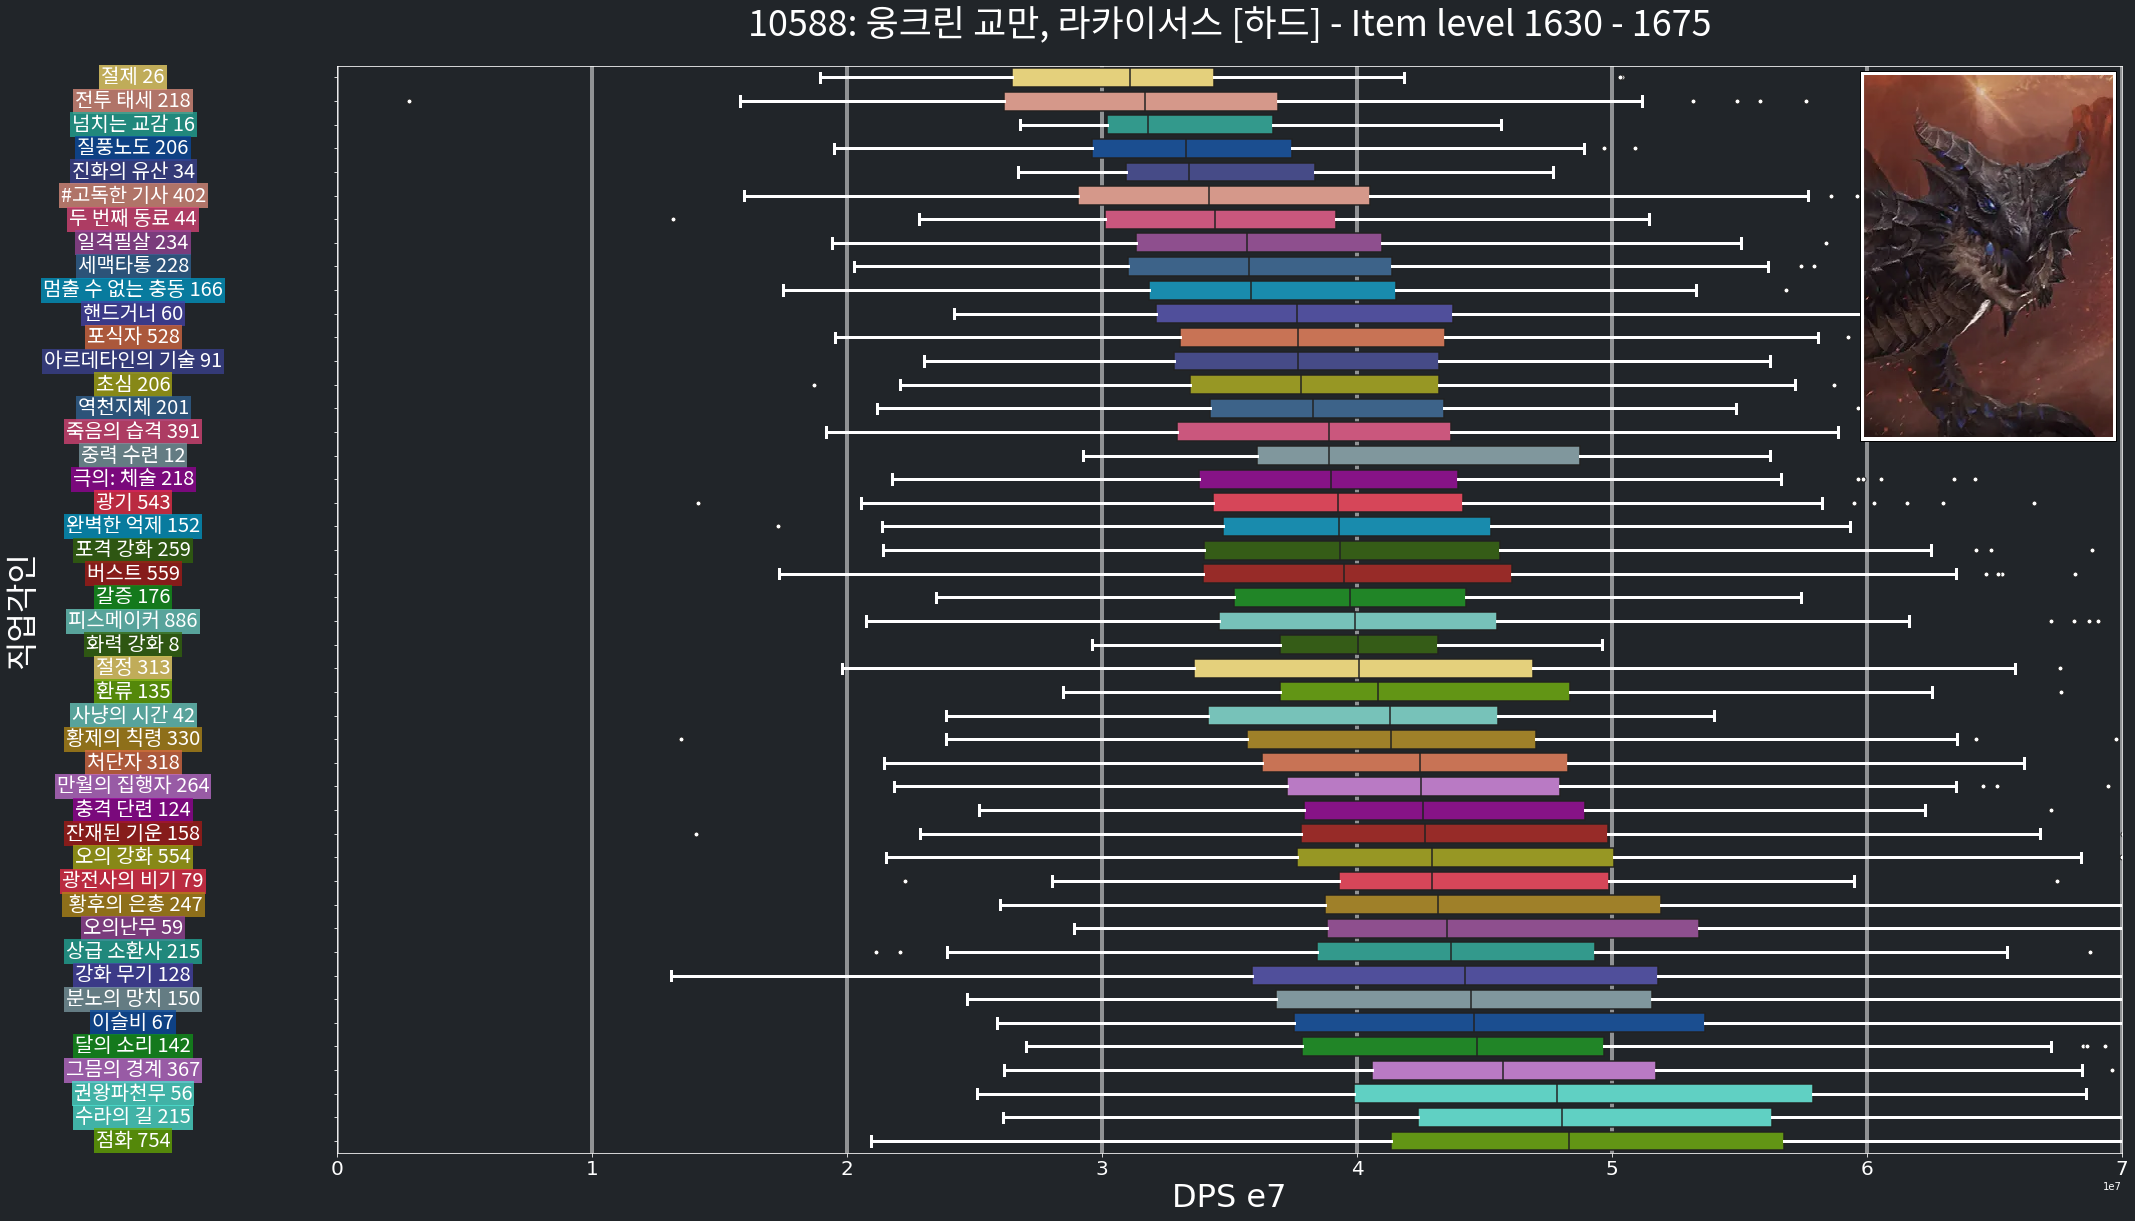 10588: 웅크린 교만, 라카이서스 [하드] - Item level 1630 - 1675
직업각인
절제 26
전투 태세 218
넘치는 교감 16
질풍노도 206
진화의 유산 34
#고독한 기사 402
두 번째 동료 44
일격필살 234
세맥타통 228
멈출 수 없는 충동 166
핸드거너 60
포식자 528
아르데타인의 기술 91
초심 206
역천지체 201
죽음의 습격 391
중력 수련 12
극의: 체술 218
광기 543
완벽한 억제 152
포격 강화 259
버스트 559
갈증 176
피스메이커 886
화력 강화 8
절정 313
환류 135
사냥의 시간 42
황제의 칙령 330
처단자 318
만월의 집행자 264
충격 단련 124
잔재된 기운 158
오의 강화 554
광전사의 비기 79
황후의 은총 247
오의난무 59
상급 소환사 215
강화 무기 128
분노의 망치 150
이슬비 67
달의 소리 142
그믐의 경계 367
권왕파천무 56
수라의 길 215
점화 754
0 1 2 3 4 5 6 7
1e7
DPS e7